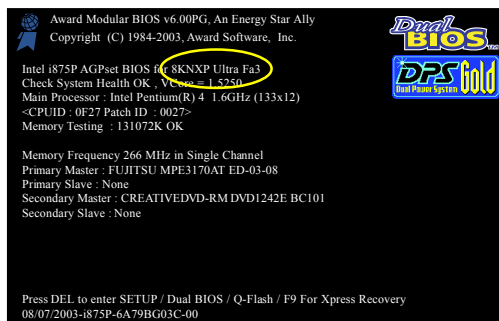 Award Modular BIOS v6.00PG, An Energy Star Ally
Copyright (C) 1984-2003, Award Software, Inc.
Dual
BIOS
Intel i875P AGPset BIOS for 8KNXP Ultra Fa3
Check System Health OK , VCore = 1.5250
Main Processor : Intel Pentium(R) 4 1.6GHz (133x12)
<CPUID : 0F27 Patch ID : 0027>
Memory Testing : 131072K OK
DPS Gold
Dual Power System
Memory Frequency 266 MHz in Single Channel
Primary Master : FUJITSU MPE3170AT ED-03-08
Primary Slave : None
Secondary Master : CREATIVEDVD-RM DVD1242E BC101
Secondary Slave : None
Press DEL to enter SETUP / Dual BIOS / Q-Flash / F9 For Xpress Recovery
08/07/2003-i875P-6A79BG03C-00